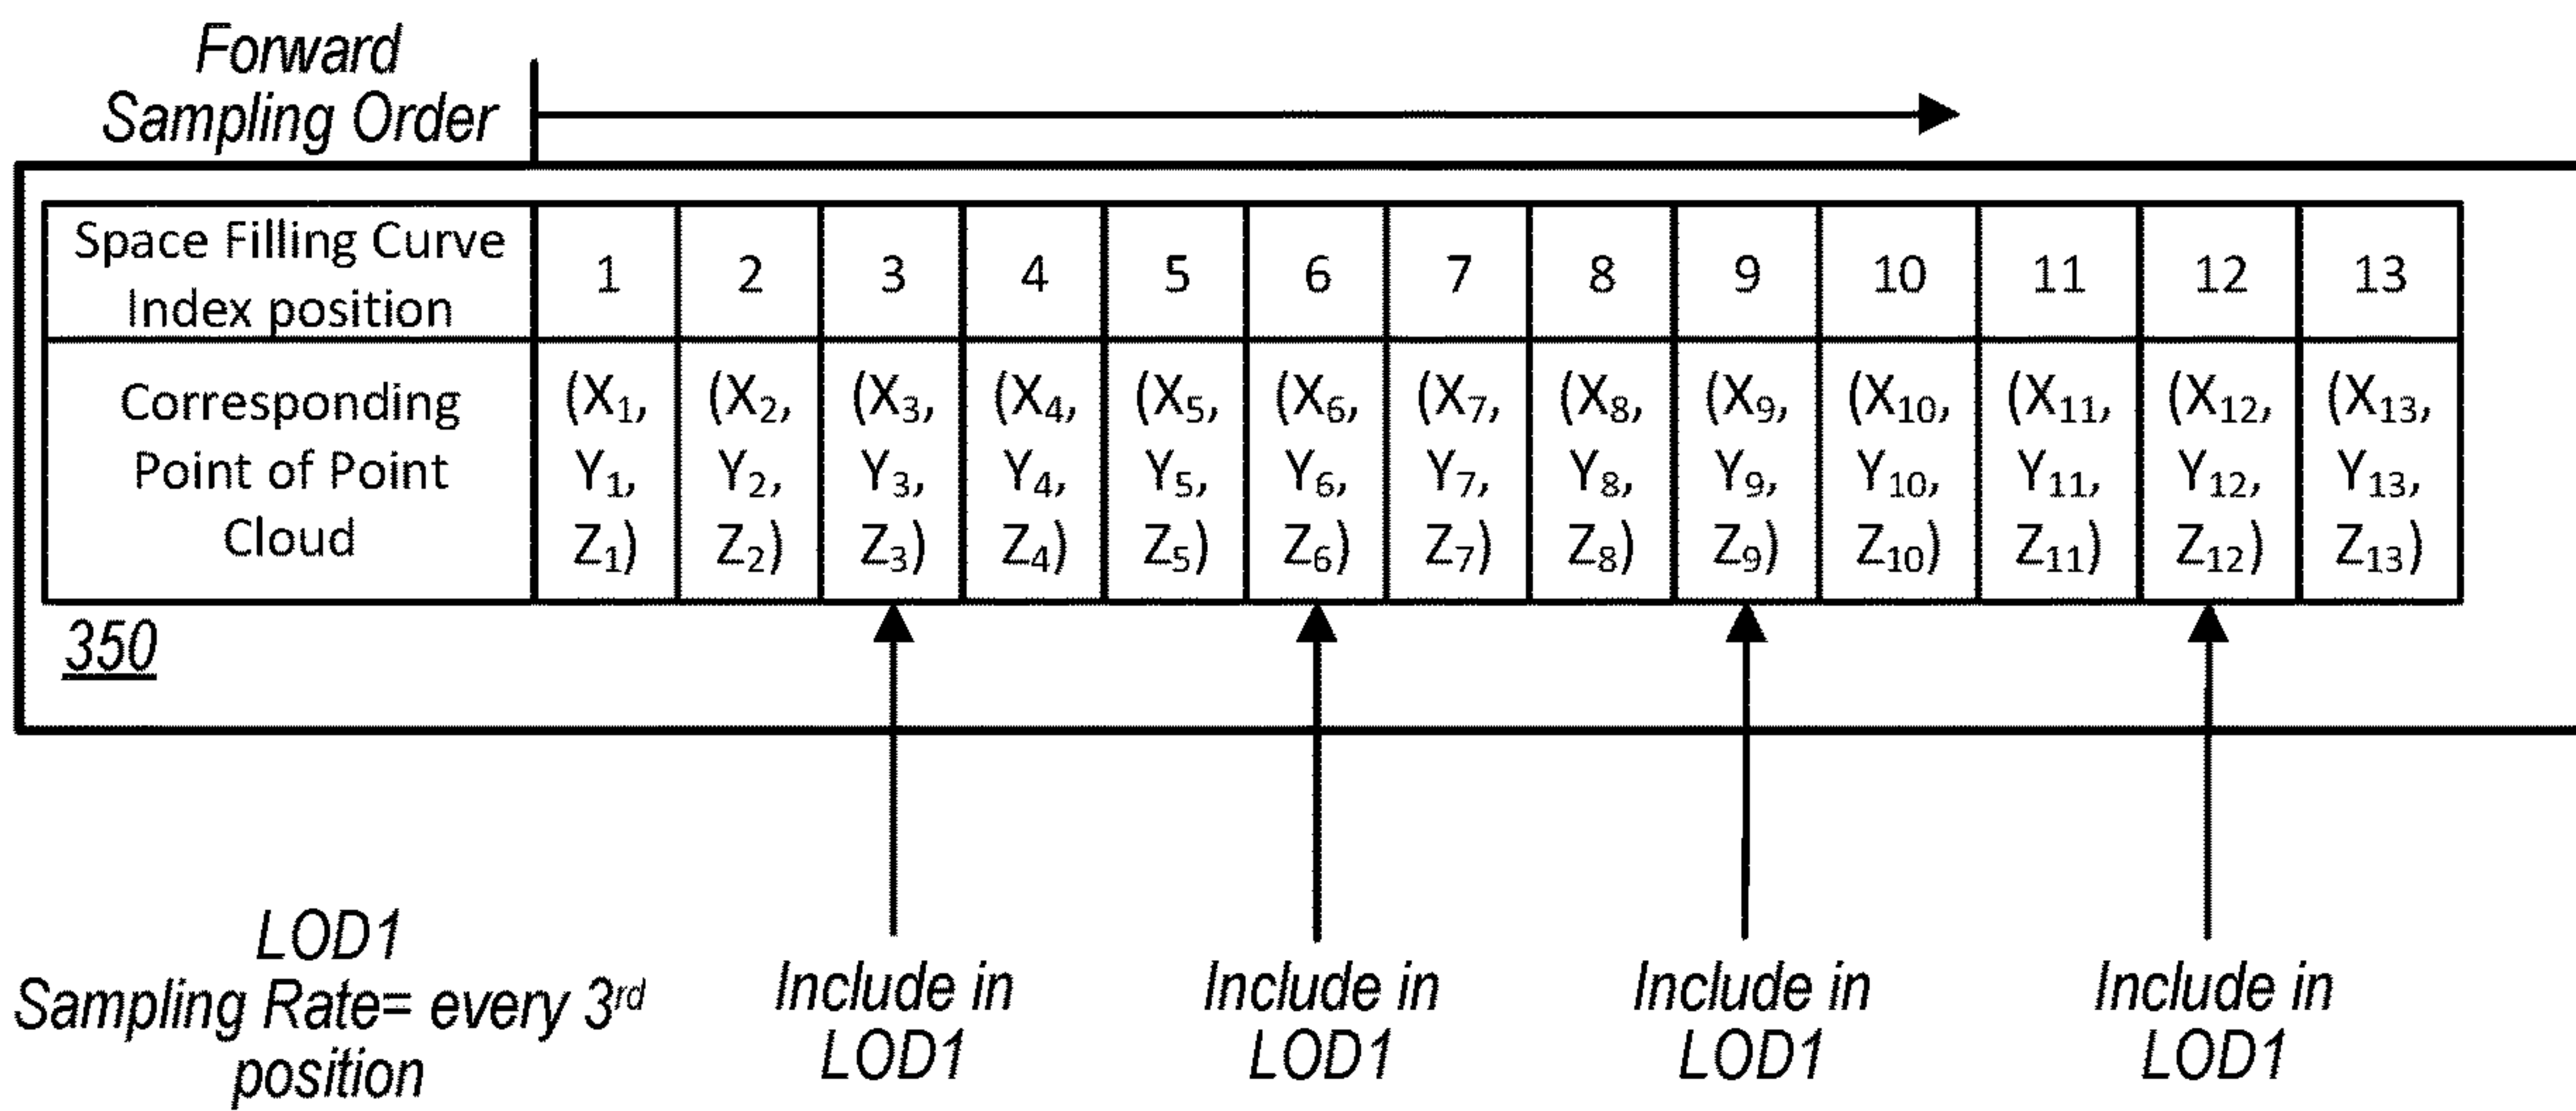 Forward
Sampling Order
Space Filling Curve
Index position
1 2 3 4 5 6 7 8 9 10 11 12 13
Corresponding
Point of Point
Cloud
(X₁, (X₂, (X₃, (X₄, (X₅, (X₆, (X₇, (X₈, (X₉, (X₁₀, (X₁₁, (X₁₂, (X₁₃,
Y₁, Y₂, Y₃, Y₄, Y₅, Y₆, Y₇, Y₈, Y₉, Y₁₀, Y₁₁, Y₁₂, Y₁₃,
Z₁) Z₂) Z₃) Z₄) Z₅) Z₆) Z₇) Z₈) Z₉) Z₁₀) Z₁₁) Z₁₂) Z₁₃)
350
LOD1
Sampling Rate= every 3rd
position
Include in
LOD1
Include in
LOD1
Include in
LOD1
Include in
LOD1